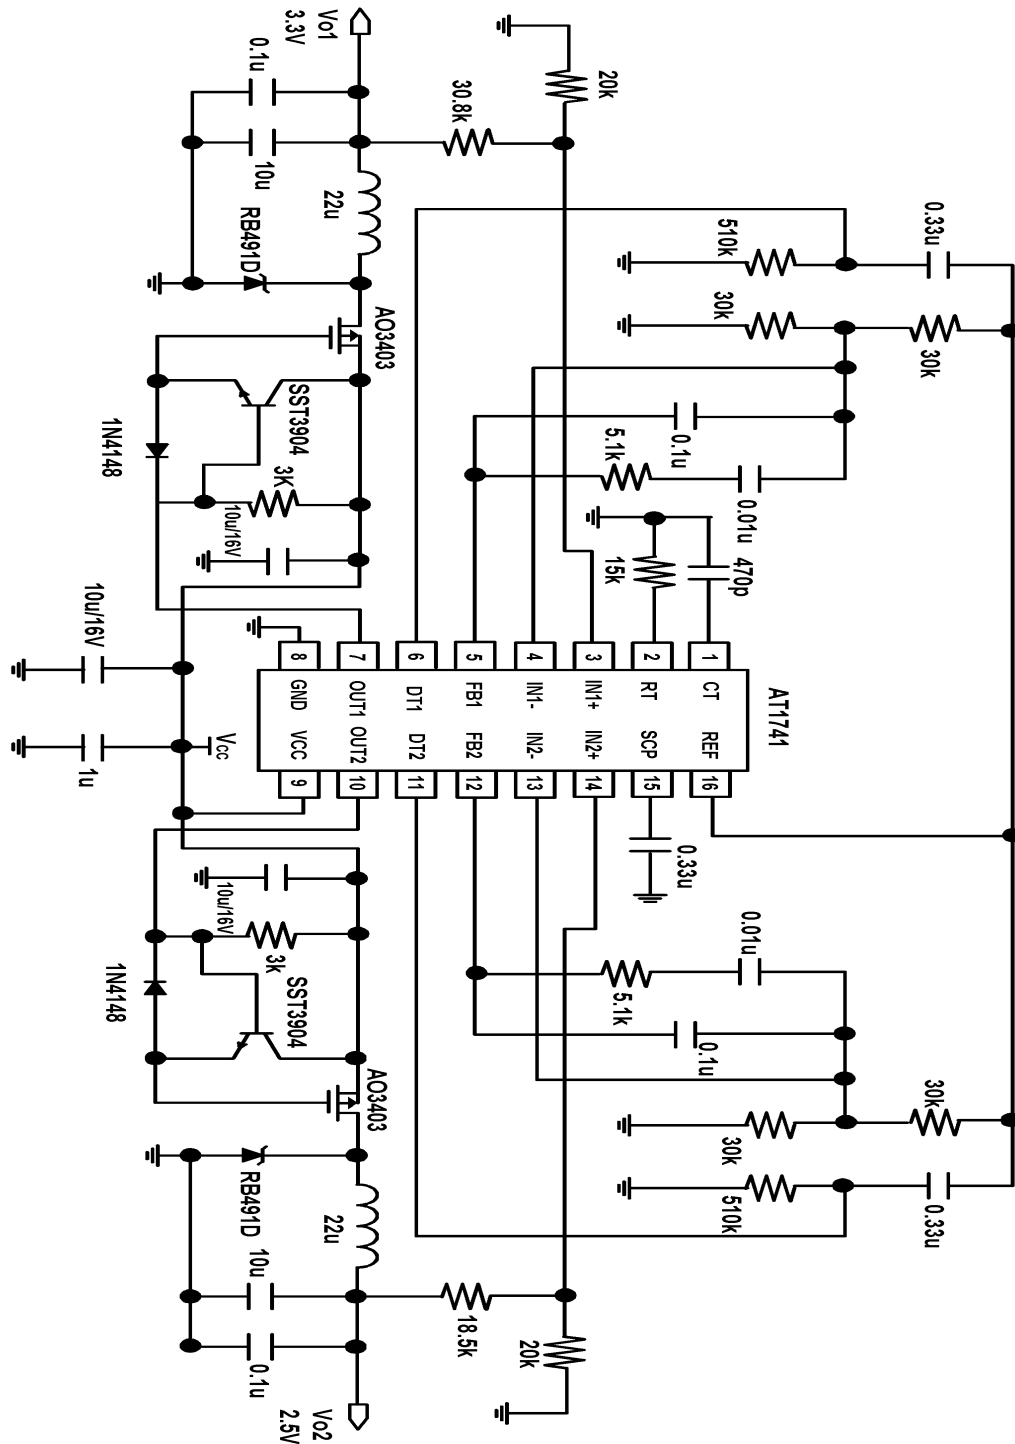 Vo1
3.3V
0.1u
10u
22u
RB491D
30.8k
20k
AO3403
SST3904
1N4148
3K
10u/16V
510k
0.33u
30k
30k
0.1u
5.1k
0.01u
15k
470p
10u/16V
1u
Vcc
AT1741
8 7 6 5 4 3 2 1
GND OUT1 DT1 FB1 IN1- IN1+ RT CT
VCC OUT2 DT2 FB2 IN2- IN2+ SCP REF
9 10 11 12 13 14 15 16
0.33u
10u/16V
3k
1N4148
SST3904
AO3403
0.01u
5.1k
0.1u
30k
30k
510k
0.33u
RB491D
22u
10u
0.1u
18.5k
20k
Vo2
2.5V